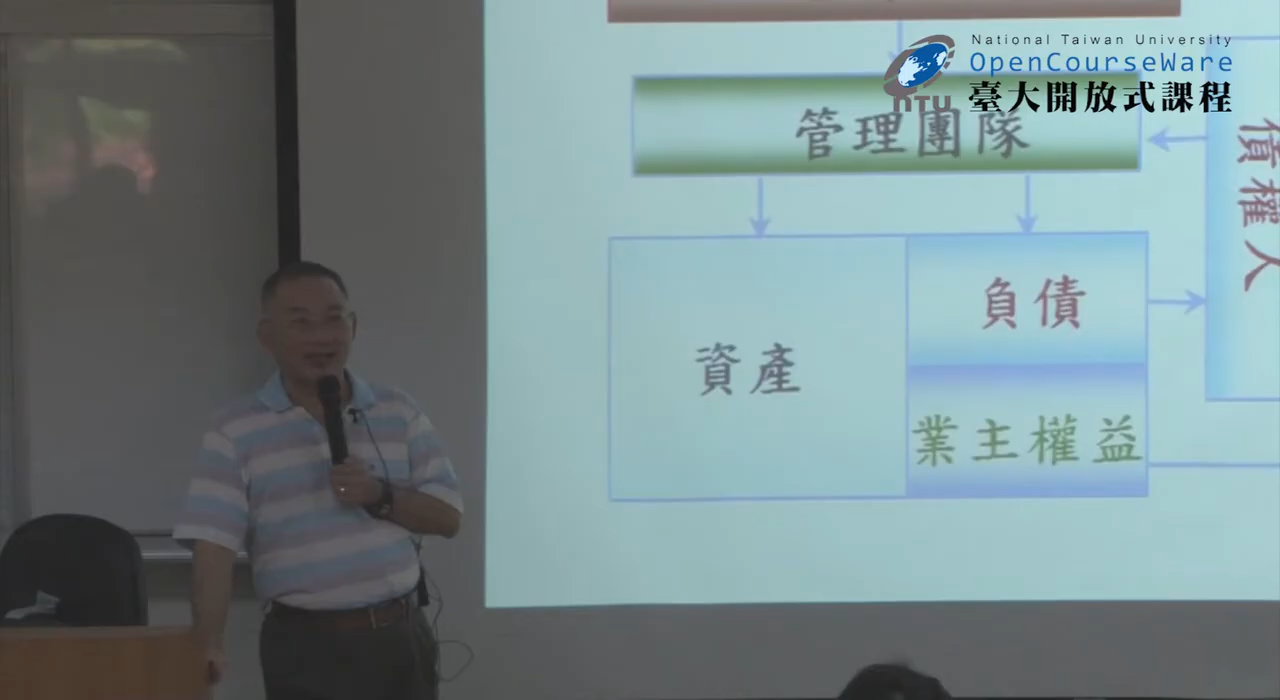 National Taiwan University
OpenCourseWare
NTU
臺大開放式課程
管理團隊
債權人
負債
資產
業主權益